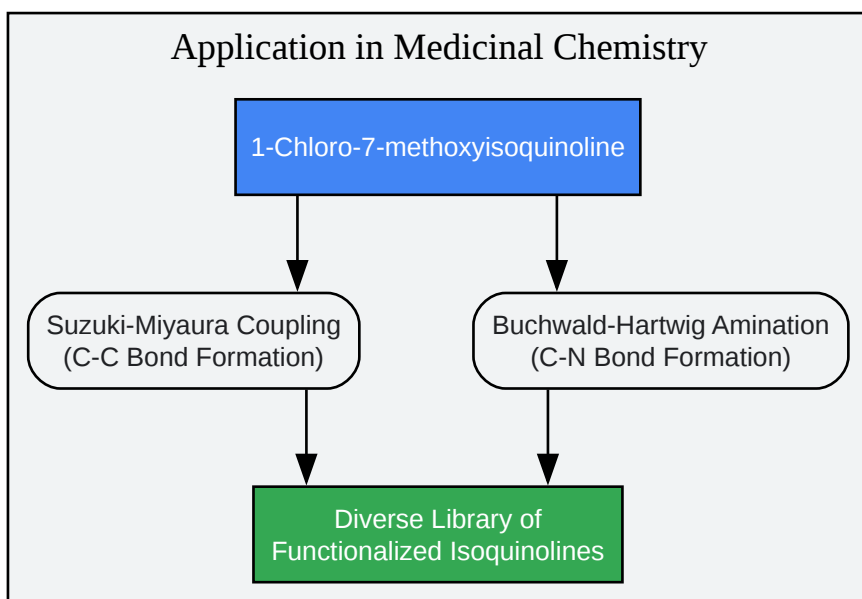 Application in Medicinal Chemistry
1-Chloro-7-methoxyisoquinoline
Suzuki-Miyaura Coupling
(C-C Bond Formation)
Buchwald-Hartwig Amination
(C-N Bond Formation)
Diverse Library of
Functionalized Isoquinolines